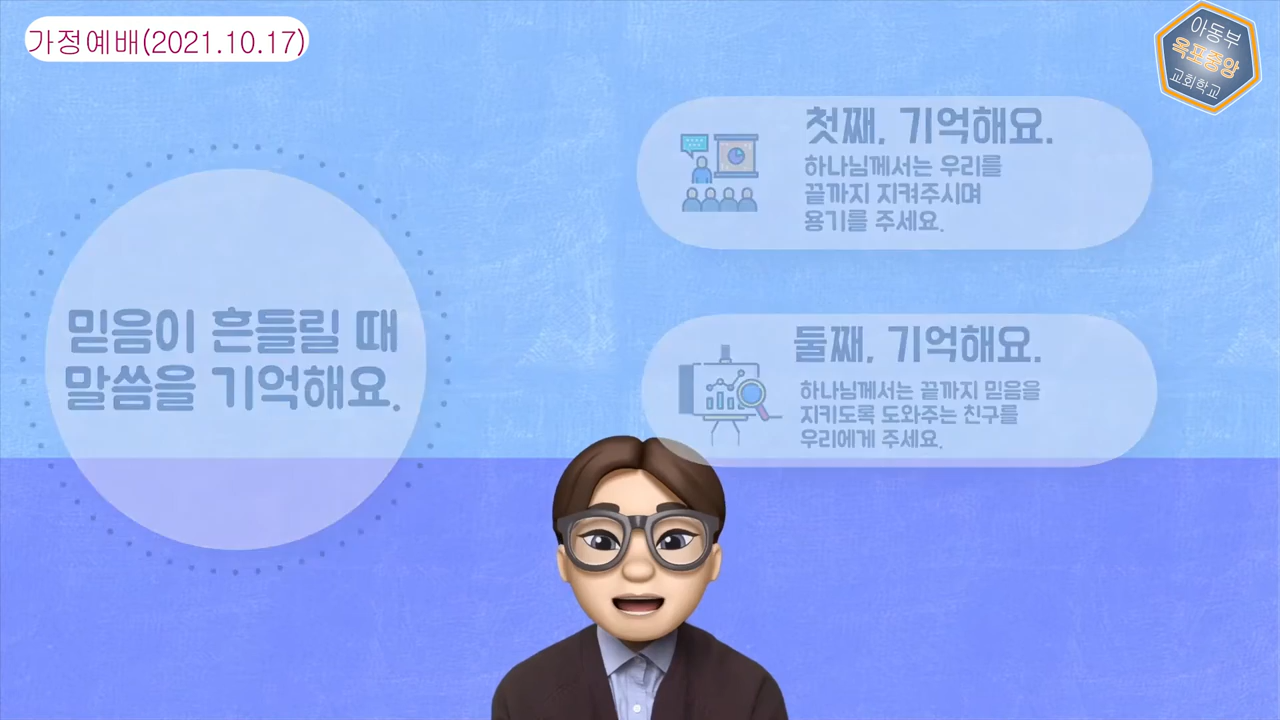 가정예배(2021.10.17)
아동부
옥포중앙
교회학교
믿음이 흔들릴 때
말씀을 기억해요.
첫째, 기억해요.
하나님께서는 우리를
끝까지 지켜주시며
용기를 주세요.
둘째, 기억해요.
하나님께서는 끝까지 믿음을
지키도록 도와주는 친구를
우리에게 주세요.